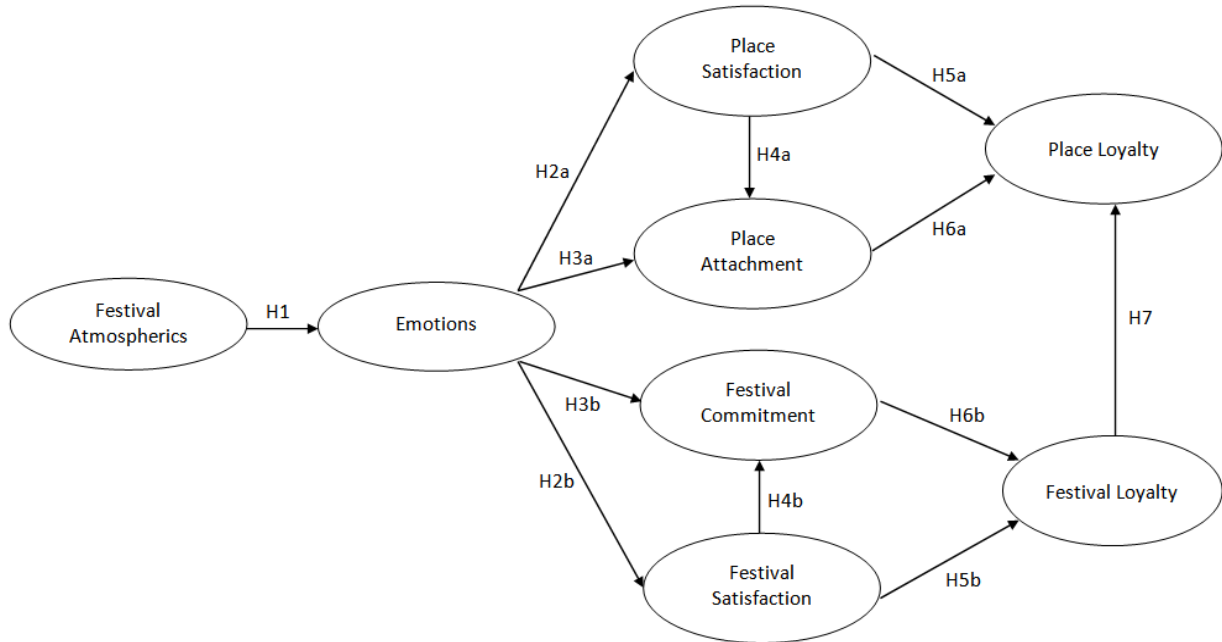 Place
Satisfaction
H5a
Place Loyalty
H2a
H4a
Place
Attachment
H6a
H3a
Festival
Atmospherics
H1
Emotions
H7
H3b
Festival
Commitment
H6b
H2b
H4b
Festival Loyalty
Festival
Satisfaction
H5b